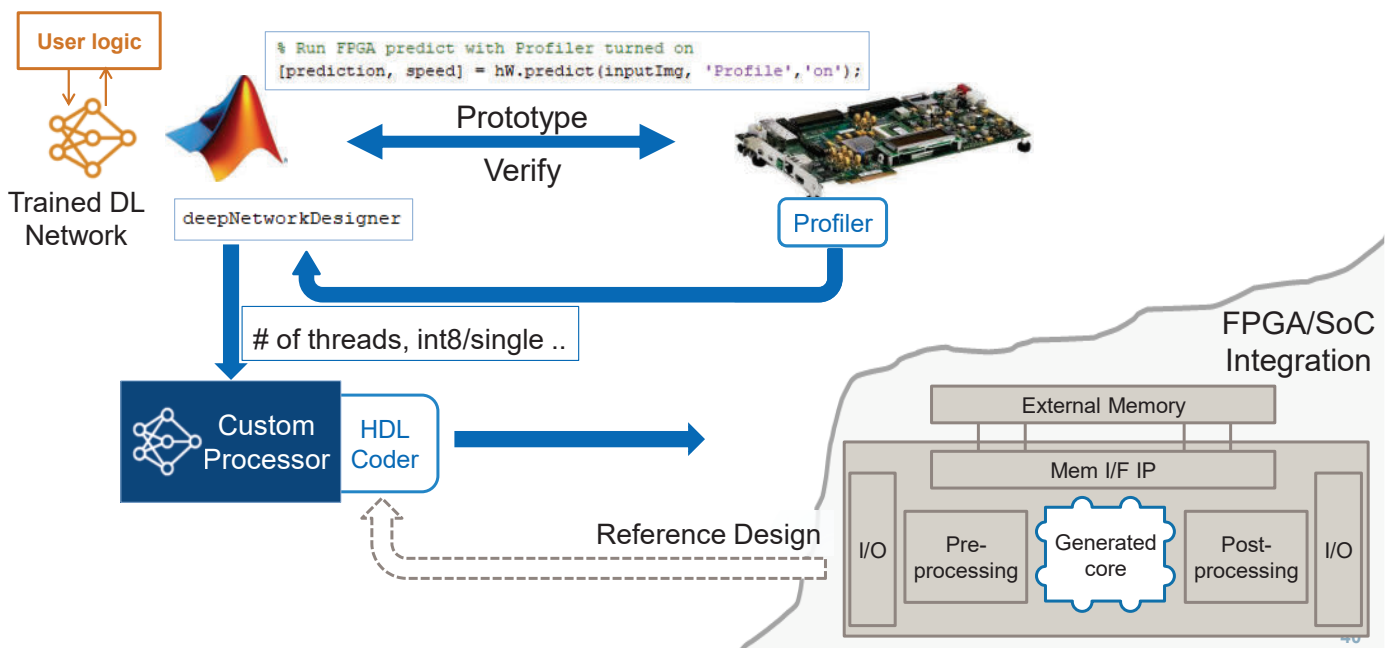 User logic
% Run FPGA predict with Profiler turned on
[prediction, speed] = hW.predict(inputImg, 'Profile','on');
Prototype
Verify
Trained DL
Network
deepNetworkDesigner
Profiler
# of threads, int8/single ..
FPGA/SoC
Integration
Custom
Processor
HDL
Coder
External Memory
Mem I/F IP
Reference Design
I/O
Pre-
processing
Generated
core
Post-
processing
I/O